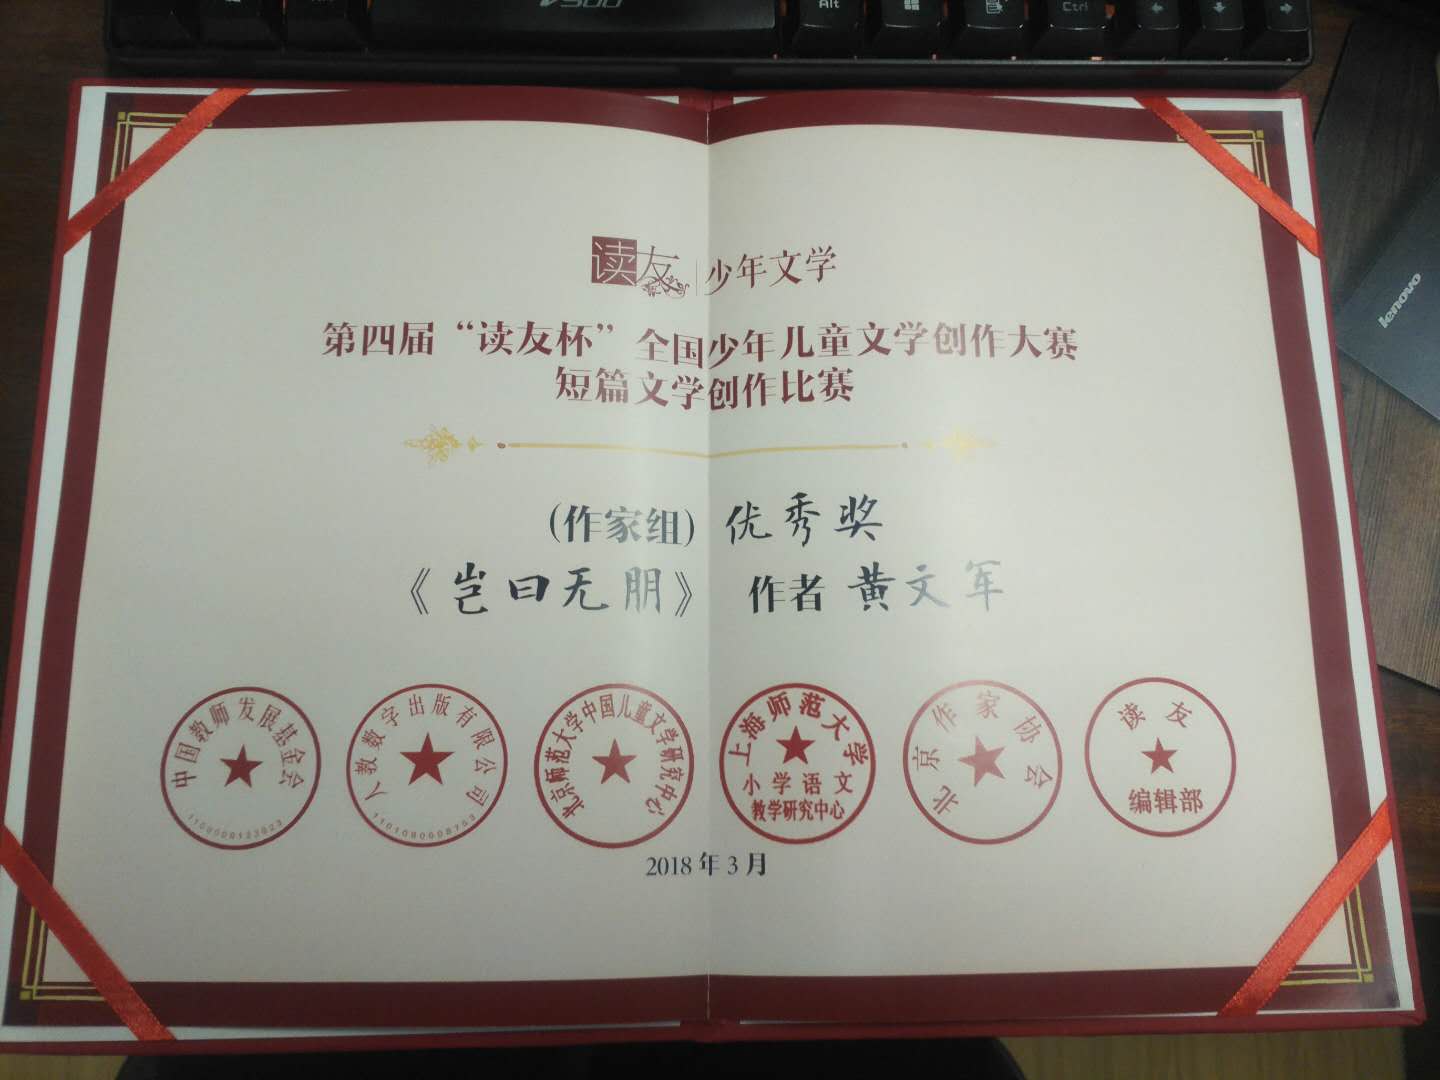 V500
Alt
Ctrl
lenovo
读友 少年文学
第四届“读友杯”全国少年儿童文学创作大赛
短篇文学创作比赛
(作家组) 优秀奖
《岂曰无朋》 作者 黄文军
中国教师发展基金会
人教数字出版有限公司
1101080008703
北京师范大学中国儿童文学研究中心
上海师范大学
小学语文
教学研究中心
北京作家协会
读友
编辑部
2018年3月